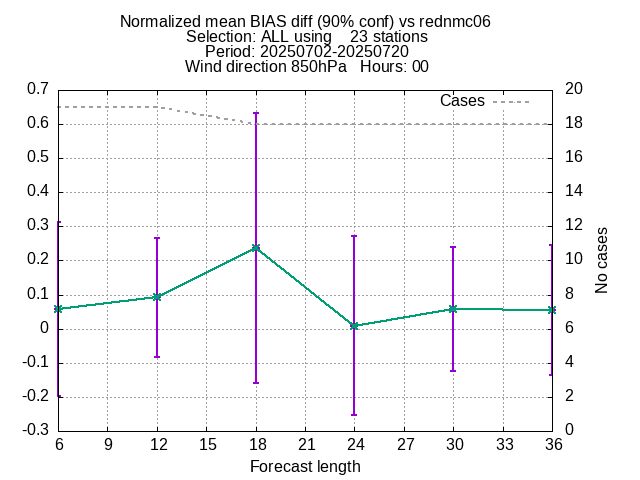 Normalized mean BIAS diff (90% conf) vs rednmc06
Selection: ALL using    23 stations
Period: 20250702-20250720
Wind direction 850hPa   Hours: 00
Cases
0.7
0.6
0.5
0.4
0.3
0.2
0.1
0
-0.1
-0.2
-0.3
20
18
16
14
12
10
8
6
4
2
0
No cases
6 9 12 15 18 21 24 27 30 33 36
Forecast length